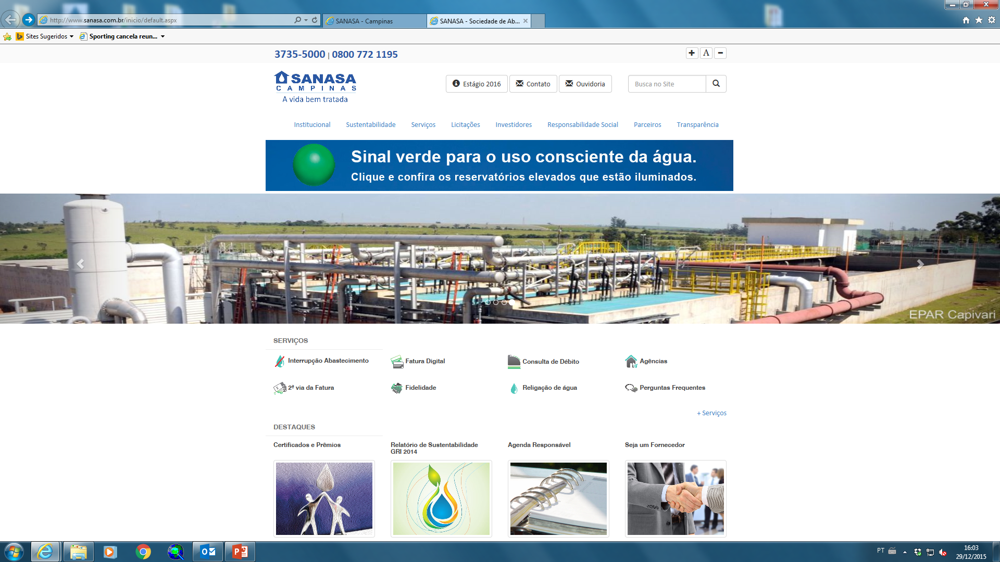 http://www.sanasa.com.br/inicio/default.aspx
SANASA - Campinas
SANASA - Sociedade de Ab...
Sites Sugeridos
Sporting cancela reun...
3735-5000 | 0800 772 1195
A
SANASA
CAMPINAS
A vida bem tratada
Estágio 2016
Contato
Ouvidoria
Busca no Site
Institucional
Sustentabilidade
Serviços
Licitações
Investidores
Responsabilidade Social
Parceiros
Transparência
Sinal verde para o uso consciente da água.
Clique e confira os reservatórios elevados que estão iluminados.
EPAR Capivari
SERVIÇOS
Interrupção Abastecimento
Fatura Digital
Consulta de Débito
Agências
2ª via da Fatura
Fidelidade
Religação de água
Perguntas Frequentes
+ Serviços
DESTAQUES
Certificados e Prêmios
Relatório de Sustentabilidade
GRI 2014
Agenda Responsável
Seja um Fornecedor
PT
16:03
29/12/2015